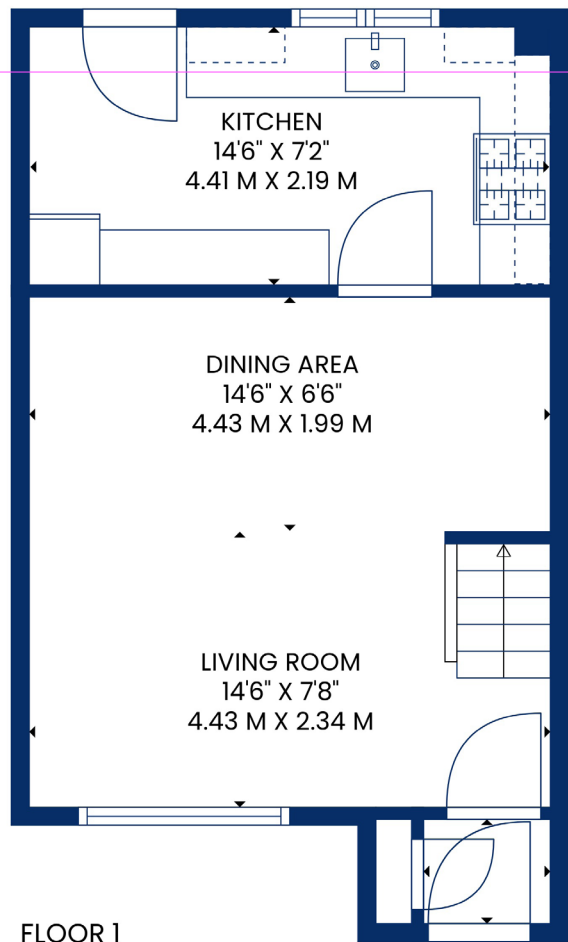 KITCHEN
14'6" X 7'2"
4.41 M X 2.19 M
DINING AREA
14'6" X 6'6"
4.43 M X 1.99 M
LIVING ROOM
14'6" X 7'8"
4.43 M X 2.34 M
FLOOR 1